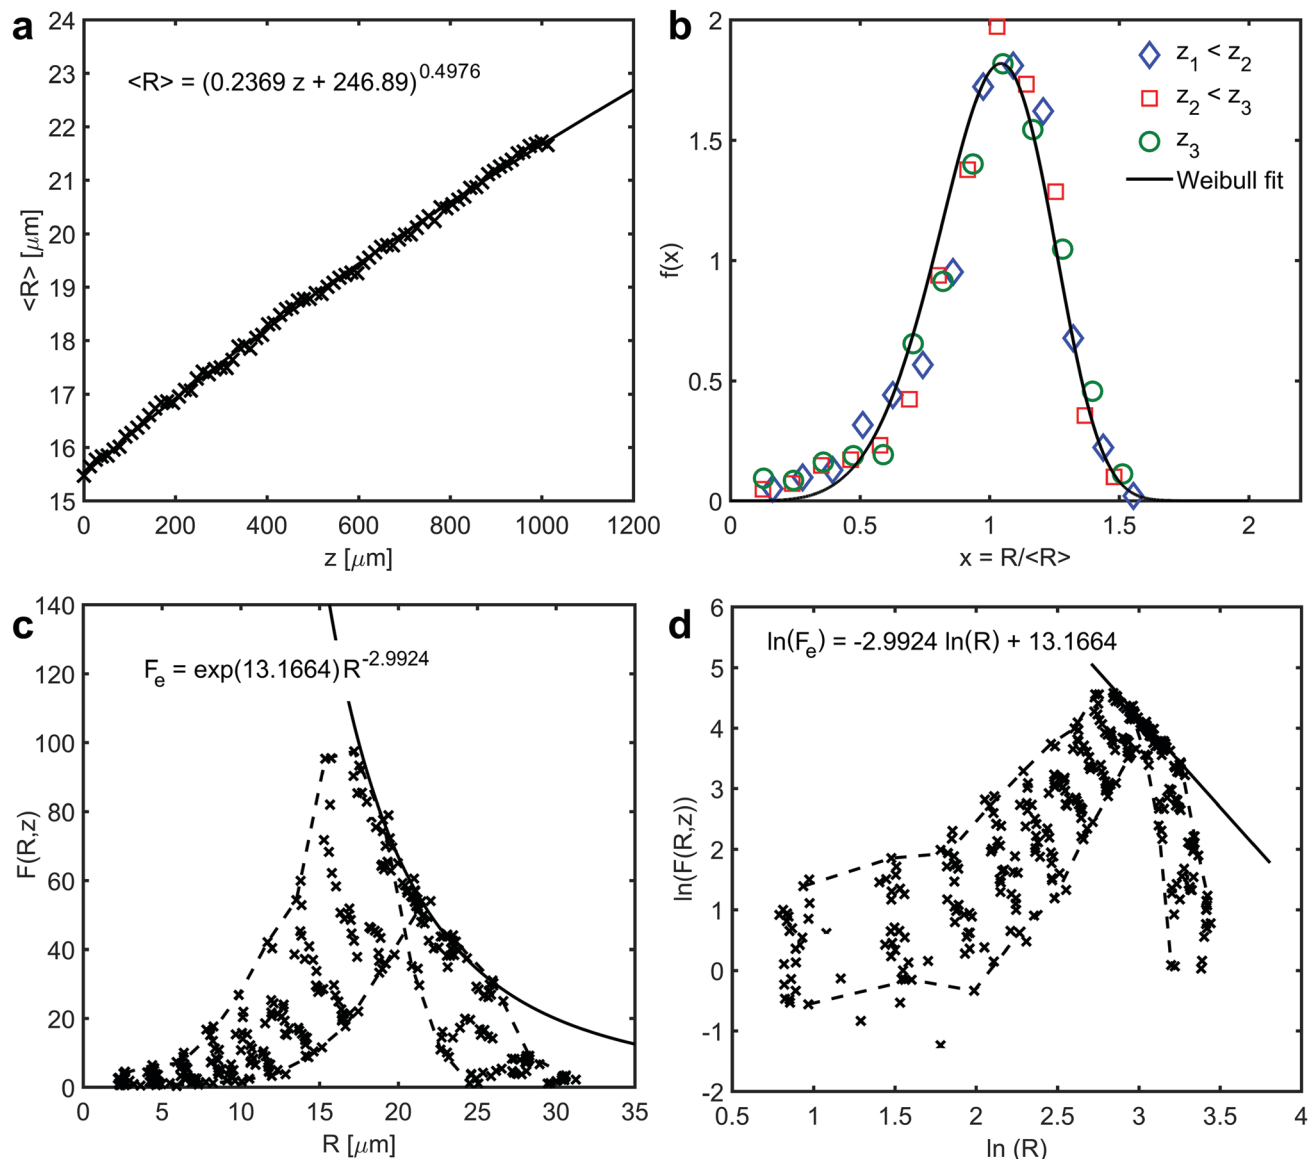 a
24
23
22
21
20
19
18
17
16
15
<R> [μm]
<R> = (0.2369 z + 246.89)^0.4976
0 200 400 600 800 1000 1200
z [μm]
b
2
1.5
1
0.5
0
f(x)
z1 < z2
z2 < z3
z3
Weibull fit
0 0.5 1 1.5 2
x = R/<R>
c
140
120
100
80
60
40
20
0
F(R,z)
Fe = exp(13.1664) R^-2.9924
0 5 10 15 20 25 30 35
R [μm]
d
6
5
4
3
2
1
0
-1
-2
ln(F(R,z))
ln(Fe) = -2.9924 ln(R) + 13.1664
0.5 1 1.5 2 2.5 3 3.5 4
ln (R)